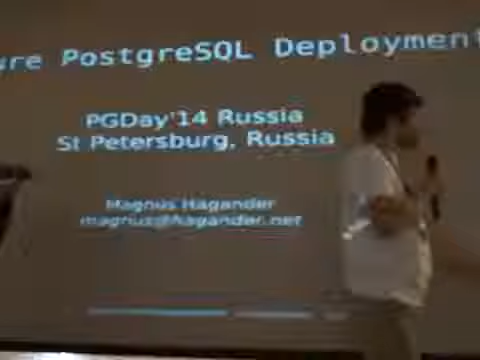 ure PostgreSQL Deployment
PGDay'14 Russia
St Petersburg, Russia
Magnus Hagander
magnus@hagander.net